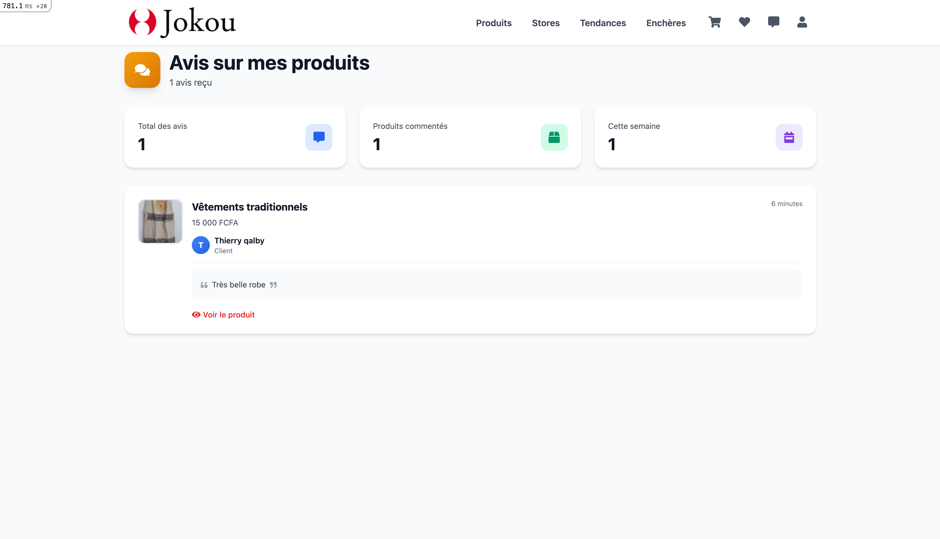 781.1 ms ×20
Jokou
Produits Stores Tendances Enchères
Avis sur mes produits
1 avis reçu
Total des avis
1
Produits commentés
1
Cette semaine
1
Vêtements traditionnels
6 minutes
15 000 FCFA
T
Thierry qalby
Client
“ Très belle robe ”
Voir le produit